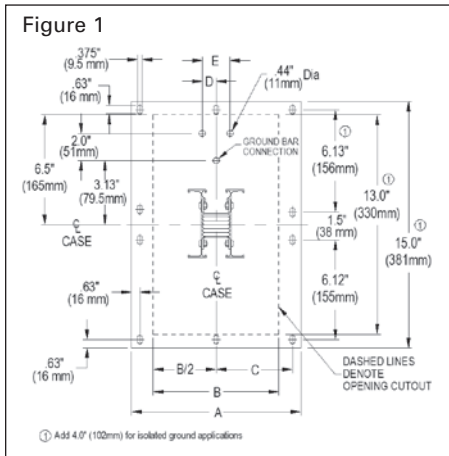 Figure 1
.375"
(9.5 mm)
.63"
(16 mm)
E
D
.44" Dia
(11mm)
2.0"
(51mm)
GROUND BAR
CONNECTION
6.5"
(165mm)
3.13"
(79.5mm)
①
6.13"
(156mm)
①
13.0"
(330mm)
①
15.0"
(381mm)
1.5"
(38 mm)
℄
CASE
℄
CASE
6.12"
(155mm)
.63"
(16 mm)
.63"
(16 mm)
B/2
C
B
A
DASHED LINES
DENOTE
OPENING CUTOUT
① Add 4.0" (102mm) for isolated ground applications